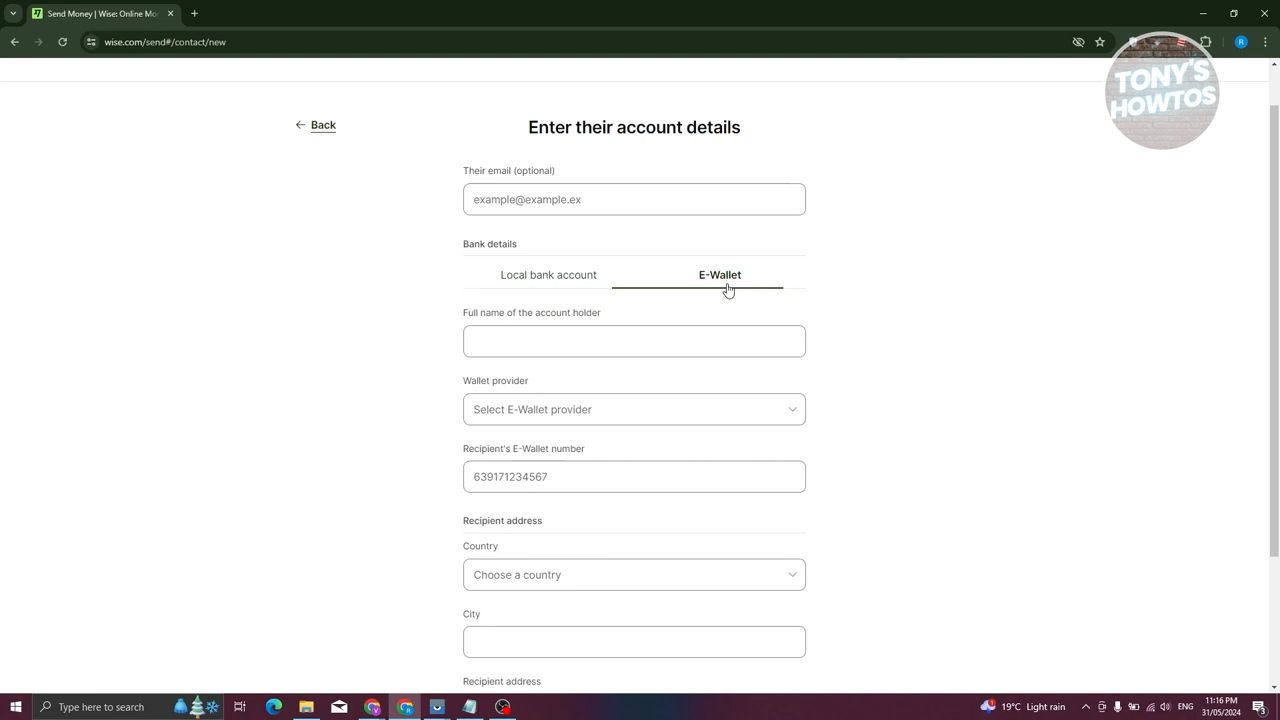 Send Money | Wise: Online Mo
wise.com/send#/contact/new
R
TONY'S
HOWTOS
Back
Enter their account details
Their email (optional)
example@example.ex
Bank details
Local bank account
E-Wallet
Full name of the account holder
Wallet provider
Select E-Wallet provider
Recipient's E-Wallet number
639171234567
Recipient address
Country
Choose a country
City
Recipient address
Type here to search
19°C Light rain
11:16 PM
31/05/2024
3